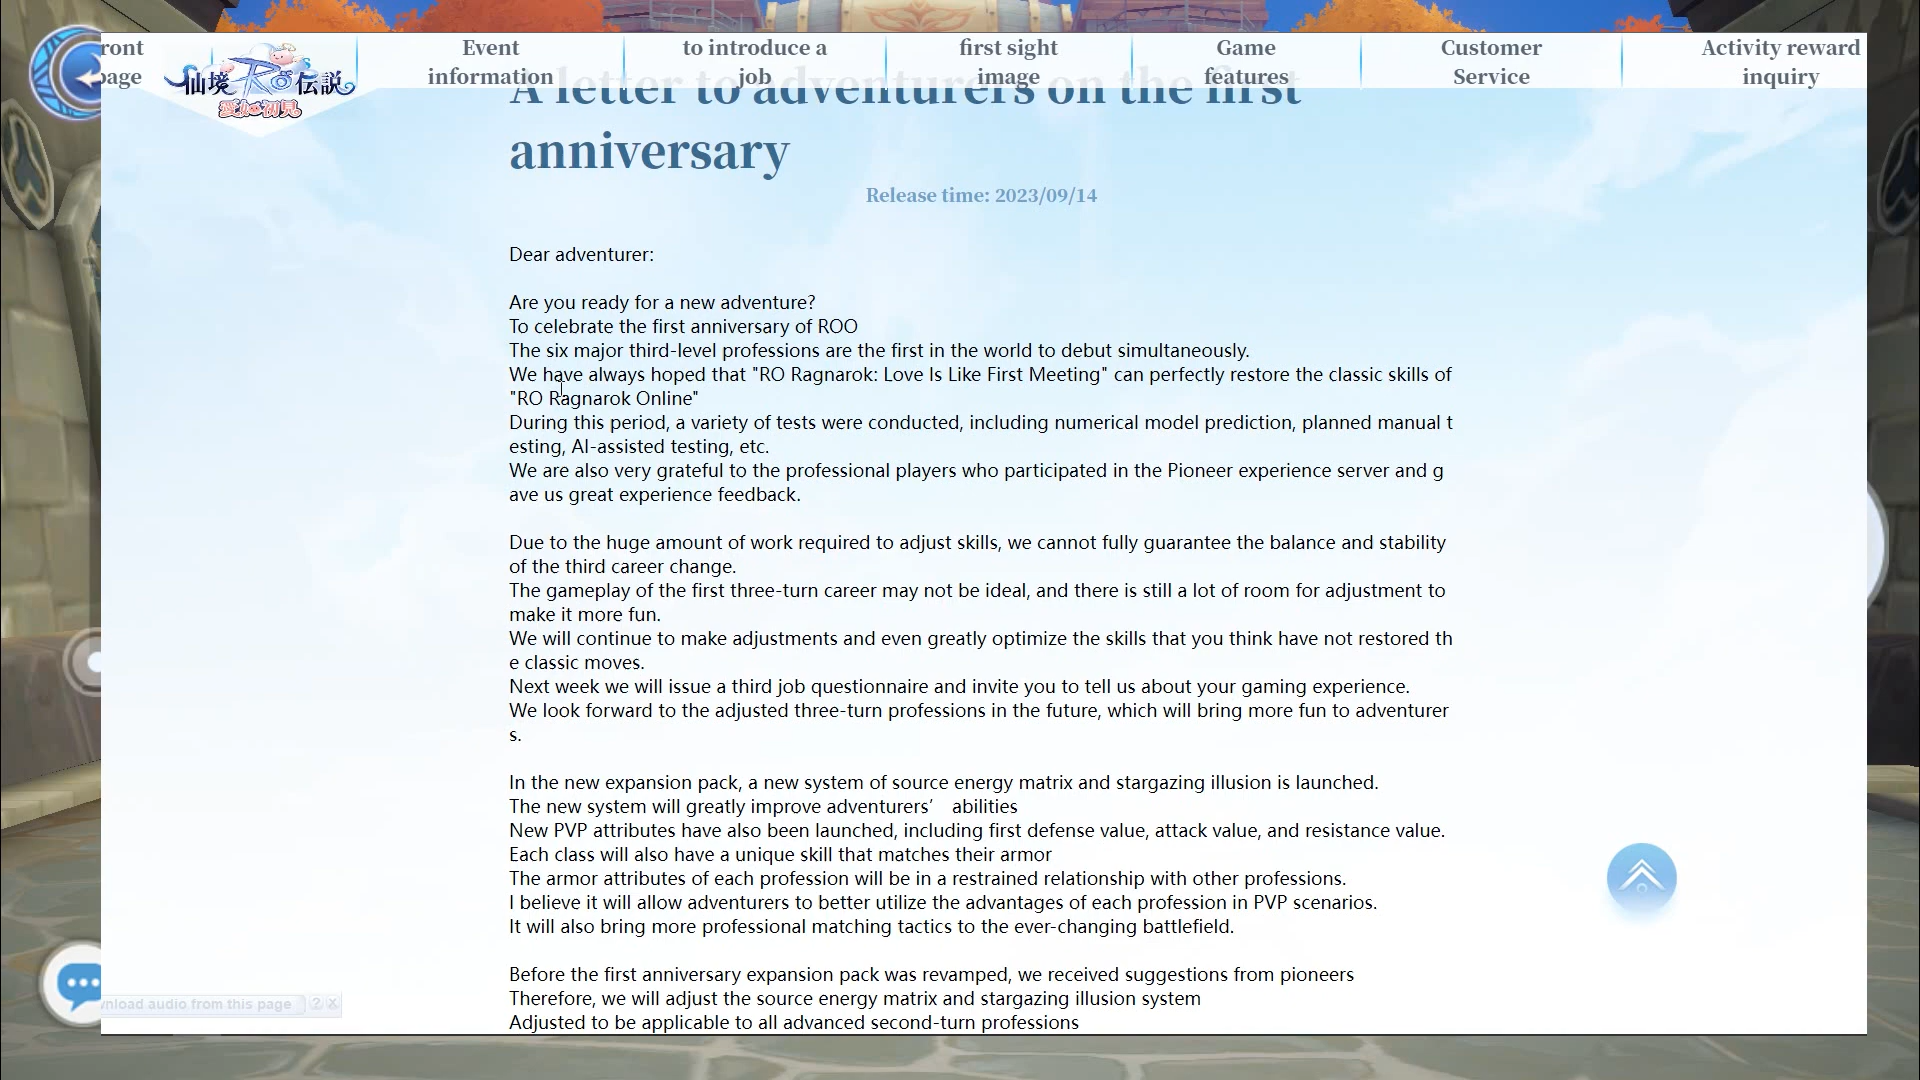 ront page
Event information
to introduce a job
first sight image
Game features
Customer Service
Activity reward inquiry
仙境RO伝説
愛如初見
A letter to adventurers on the first
anniversary
Release time: 2023/09/14
Dear adventurer:
Are you ready for a new adventure?
To celebrate the first anniversary of ROO
The six major third-level professions are the first in the world to debut simultaneously.
We have always hoped that "RO Ragnarok: Love Is Like First Meeting" can perfectly restore the classic skills of
"RO Ragnarok Online"
During this period, a variety of tests were conducted, including numerical model prediction, planned manual t
esting, AI-assisted testing, etc.
We are also very grateful to the professional players who participated in the Pioneer experience server and g
ave us great experience feedback.
Due to the huge amount of work required to adjust skills, we cannot fully guarantee the balance and stability
of the third career change.
The gameplay of the first three-turn career may not be ideal, and there is still a lot of room for adjustment to
make it more fun.
We will continue to make adjustments and even greatly optimize the skills that you think have not restored th
e classic moves.
Next week we will issue a third job questionnaire and invite you to tell us about your gaming experience.
We look forward to the adjusted three-turn professions in the future, which will bring more fun to adventurer
s.
In the new expansion pack, a new system of source energy matrix and stargazing illusion is launched.
The new system will greatly improve adventurers’ abilities
New PVP attributes have also been launched, including first defense value, attack value, and resistance value.
Each class will also have a unique skill that matches their armor
The armor attributes of each profession will be in a restrained relationship with other professions.
I believe it will allow adventurers to better utilize the advantages of each profession in PVP scenarios.
It will also bring more professional matching tactics to the ever-changing battlefield.
Before the first anniversary expansion pack was revamped, we received suggestions from pioneers
Therefore, we will adjust the source energy matrix and stargazing illusion system
Adjusted to be applicable to all advanced second-turn professions
nload audio from this page ? X